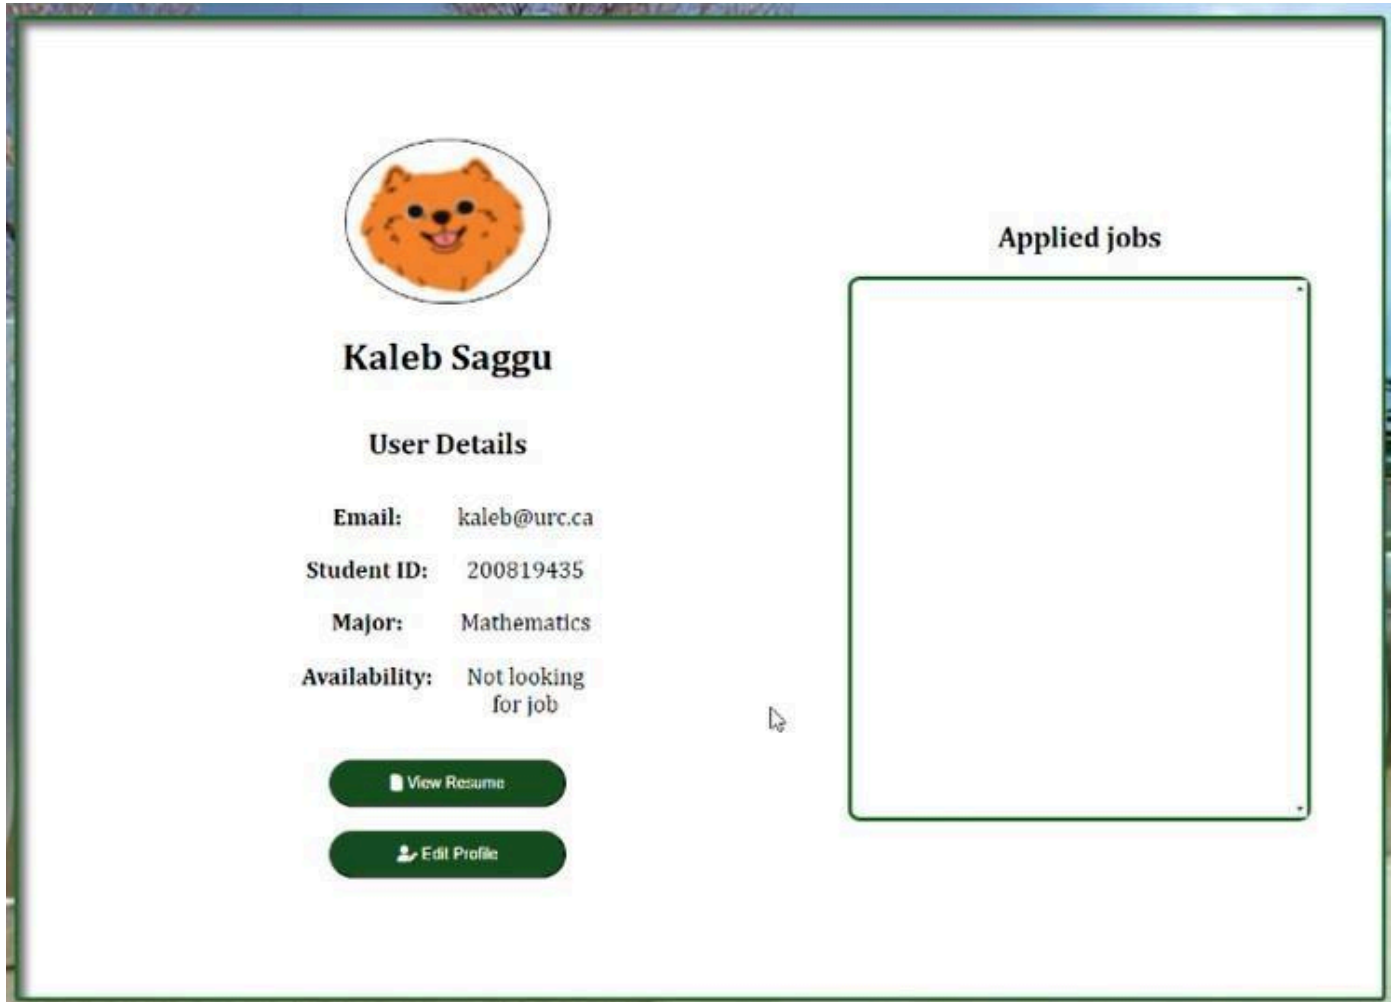 Kaleb Saggu
User Details
Email: kaleb@urc.ca
Student ID: 200819435
Major: Mathematics
Availability: Not looking
for job
View Resume
Edit Profile
Applied jobs